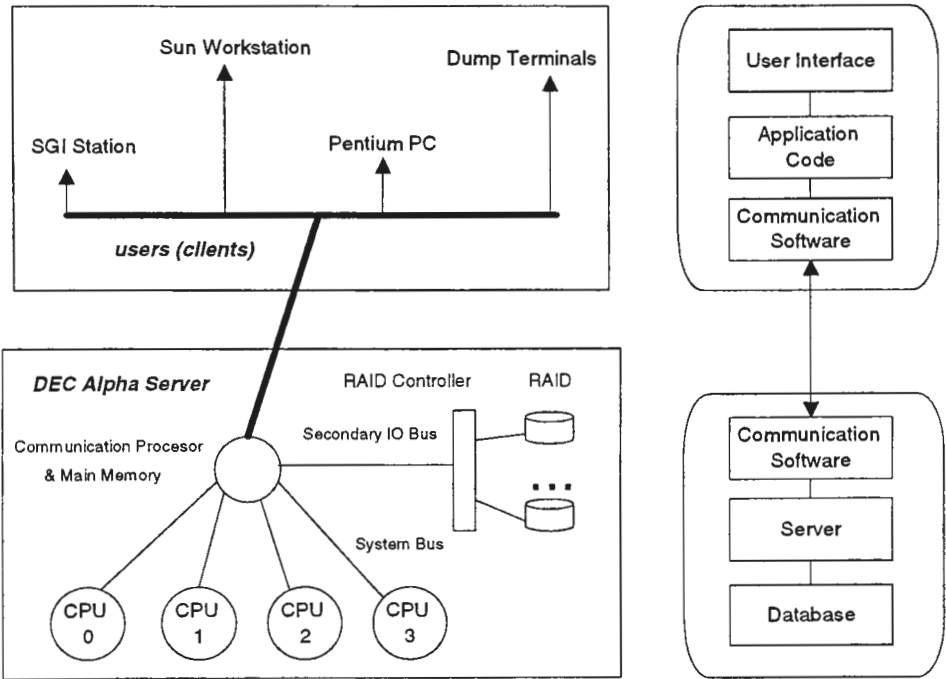 Sun Workstation
Dump Terminals
SGI Station
Pentium PC
users (clients)
DEC Alpha Server
RAID Controller
RAID
Secondary IO Bus
Communication Procesor
& Main Memory
System Bus
CPU
0
CPU
1
CPU
2
CPU
3
User Interface
Application
Code
Communication
Software
Communication
Software
Server
Database